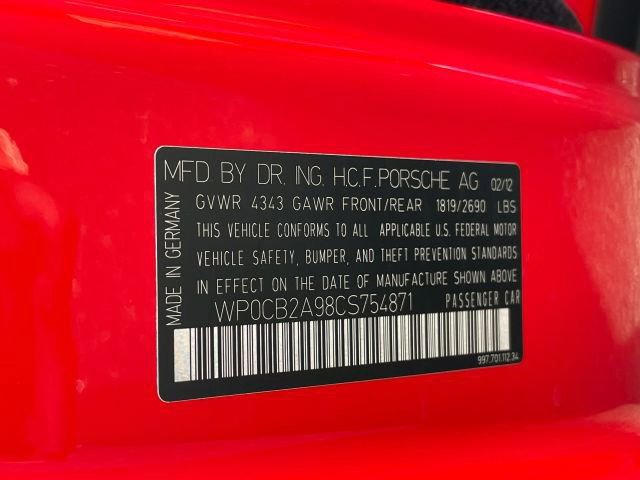 MFD. BY DR. ING. H.C.F. PORSCHE AG 02/12
GVWR 4343 GAWR FRONT/REAR 1819/2690 LBS
THIS VEHICLE CONFORMS TO ALL APPLICABLE U.S. FEDERAL MOTOR
VEHICLE SAFETY, BUMPER, AND THEFT PREVENTION STANDARDS
IN EFFECT ON THE DATE OF MANUFACTURE SHOWN ABOVE
WP0CB2A98CS754871 PASSENGER CAR
997.701.112.34
MADE IN GERMANY